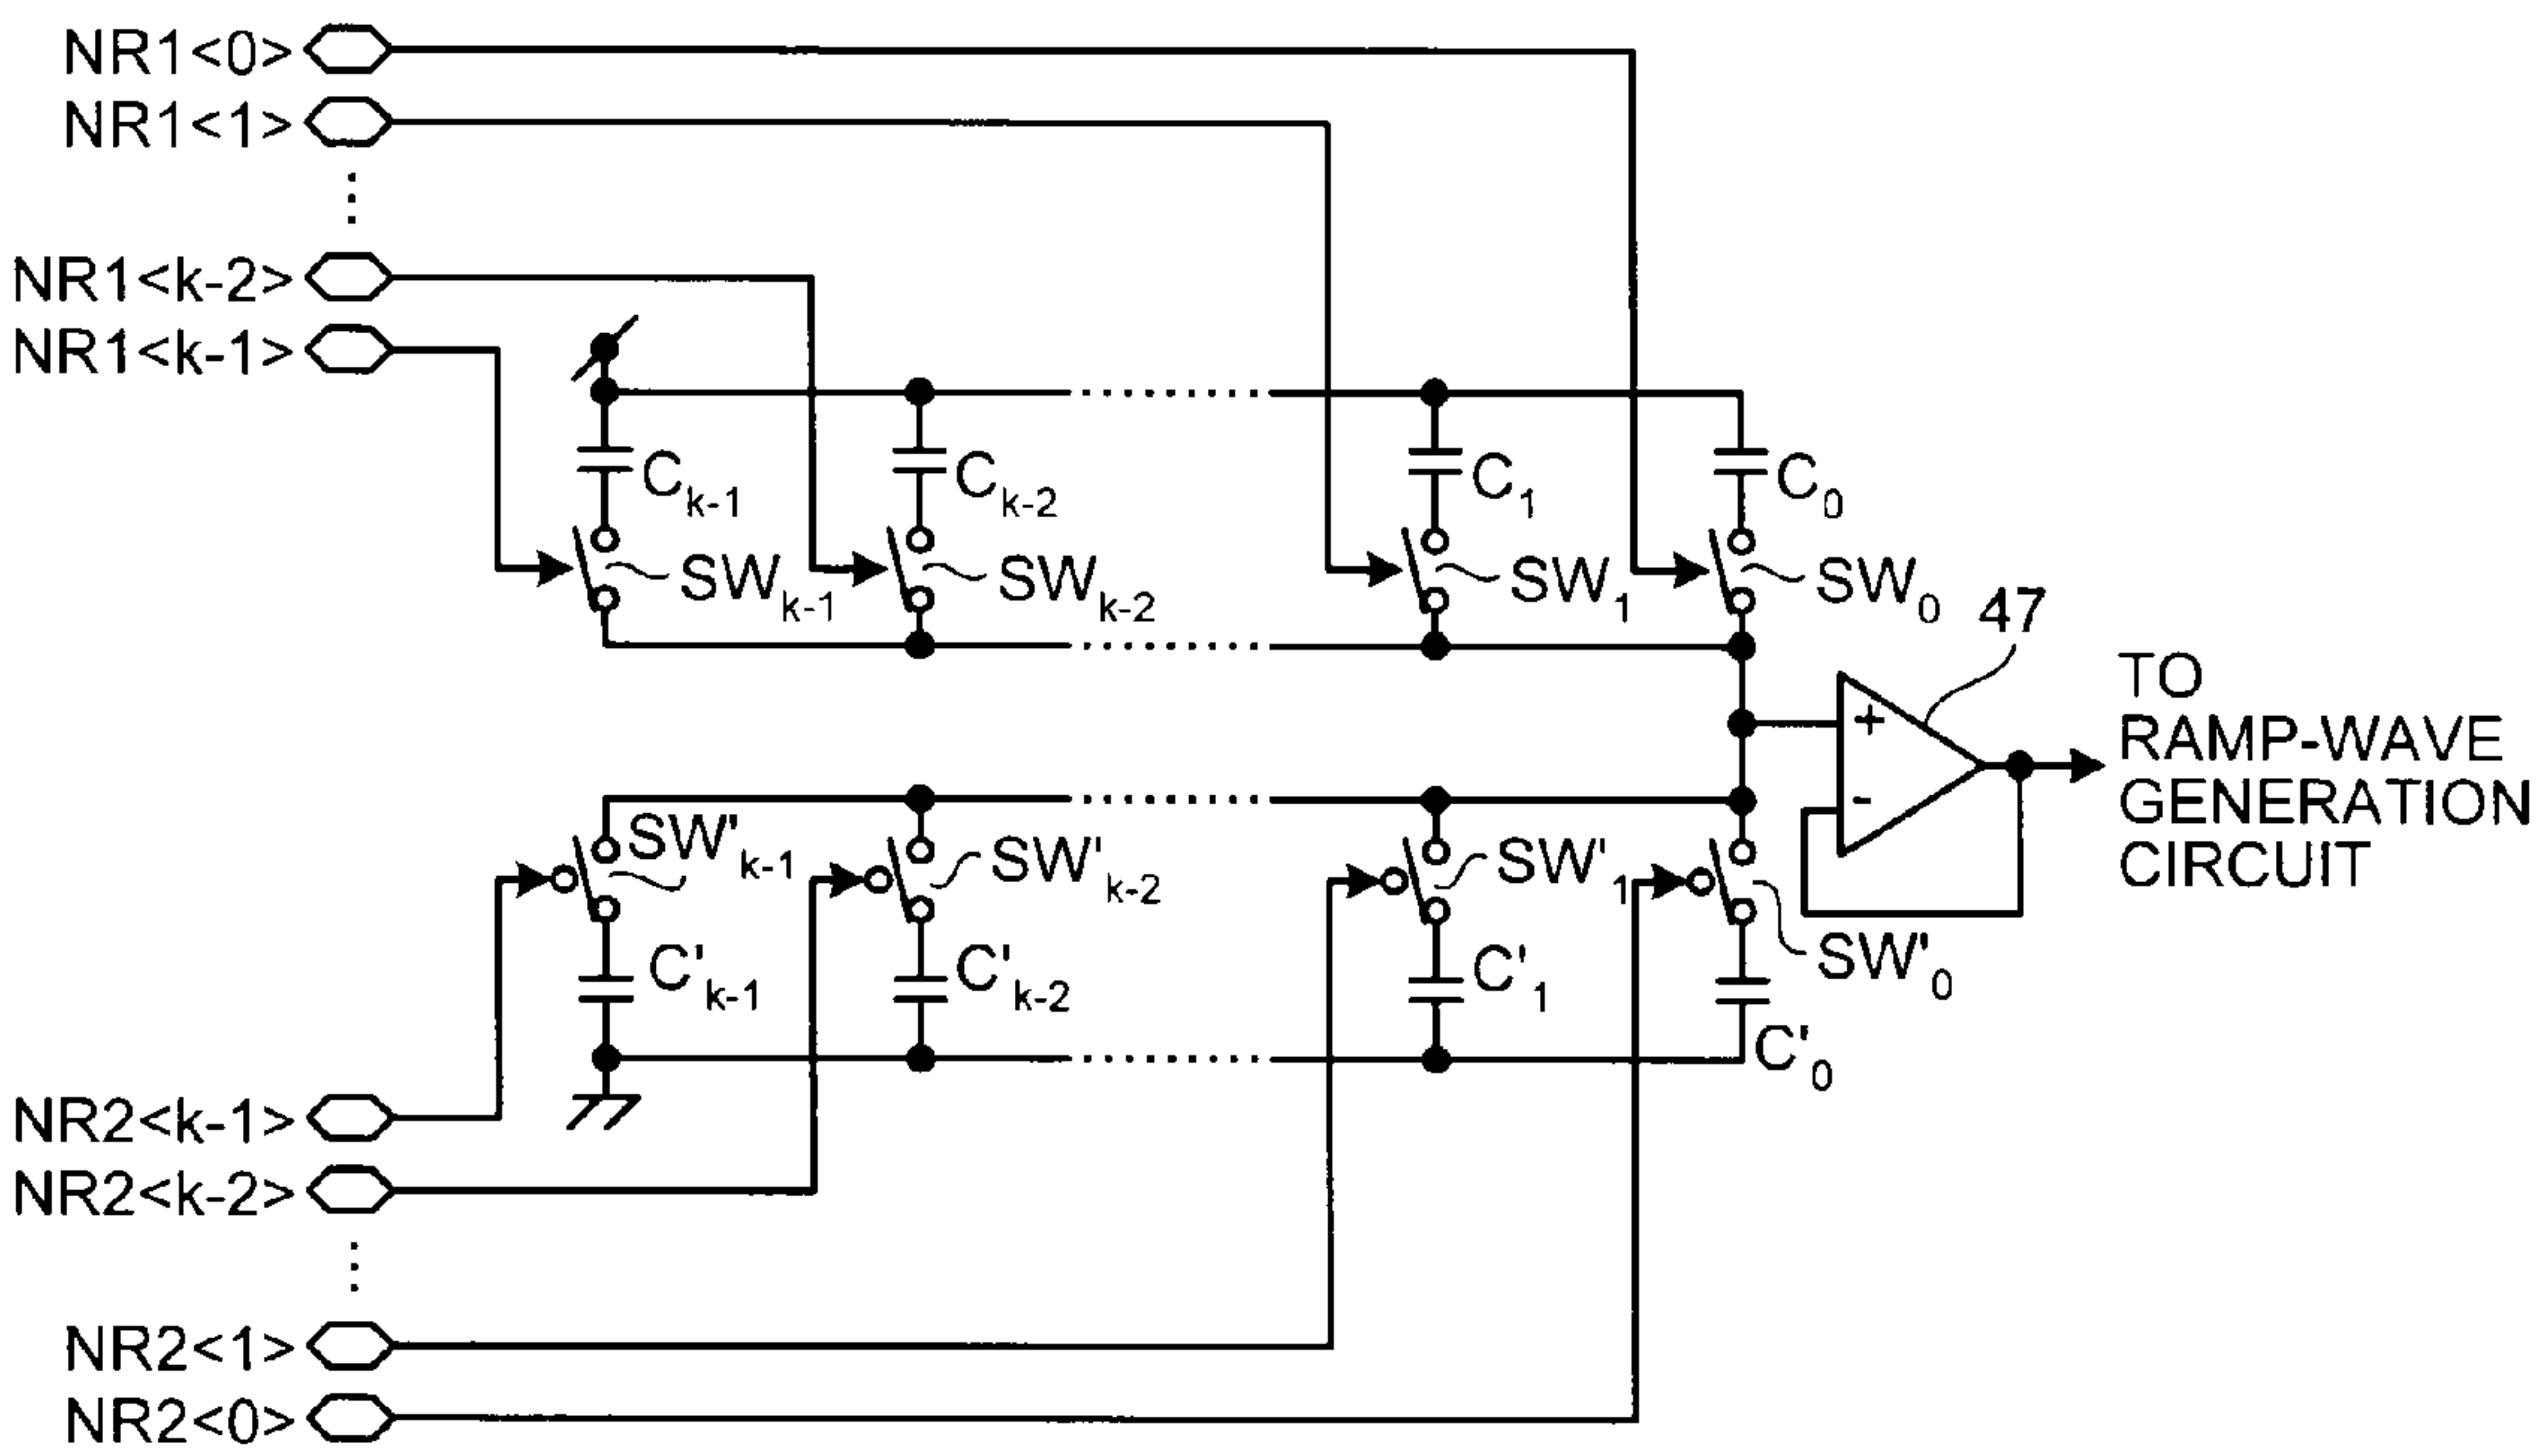 NR1<0>
NR1<1>
NR1<k-2>
NR1<k-1>
Ck-1
Ck-2
C1
C0
SWk-1
SWk-2
SW1
SW0
47
+
-
TO
RAMP-WAVE
GENERATION
CIRCUIT
SW'k-1
SW'k-2
SW'1
SW'0
C'k-1
C'k-2
C'1
C'0
NR2<k-1>
NR2<k-2>
NR2<1>
NR2<0>